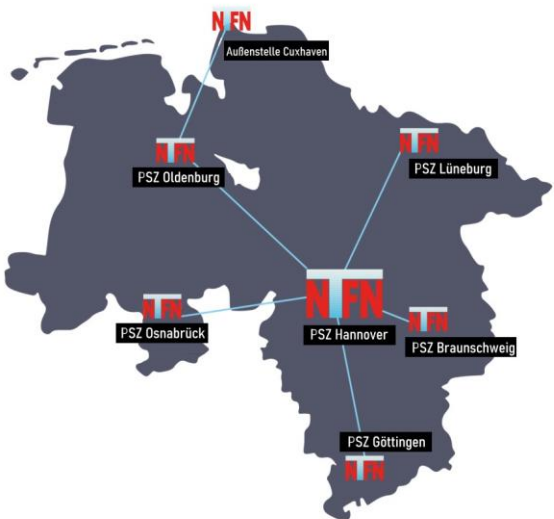 NTFN
Außenstelle Cuxhaven
NTFN
PSZ Oldenburg
NTFN
PSZ Lüneburg
NTFN
PSZ Hannover
NTFN
PSZ Osnabrück
NTFN
PSZ Braunschweig
PSZ Göttingen
NTFN